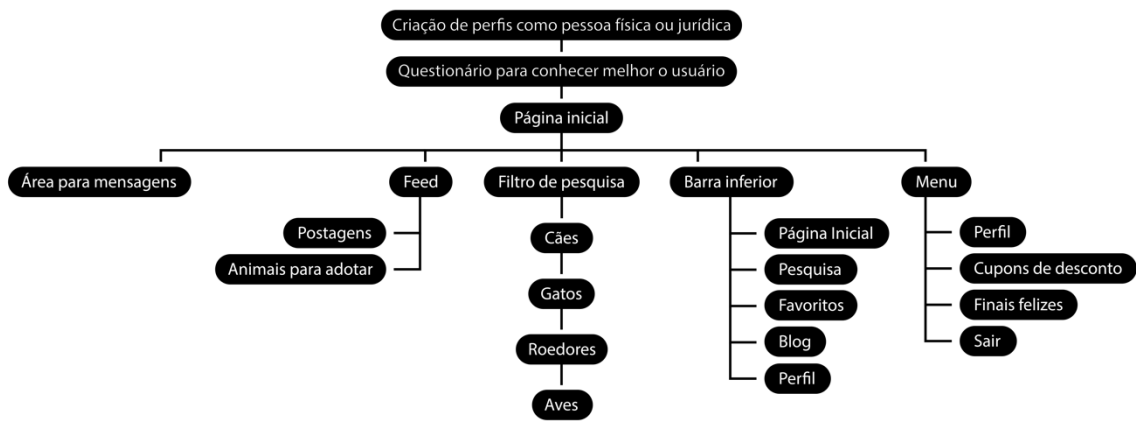 Criação de perfis como pessoa física ou jurídica
Questionário para conhecer melhor o usuário
Página inicial
Área para mensagens
Feed
Postagens
Animais para adotar
Filtro de pesquisa
Cães
Gatos
Roedores
Aves
Barra inferior
Página Inicial
Pesquisa
Favoritos
Blog
Perfil
Menu
Perfil
Cupons de desconto
Finais felizes
Sair